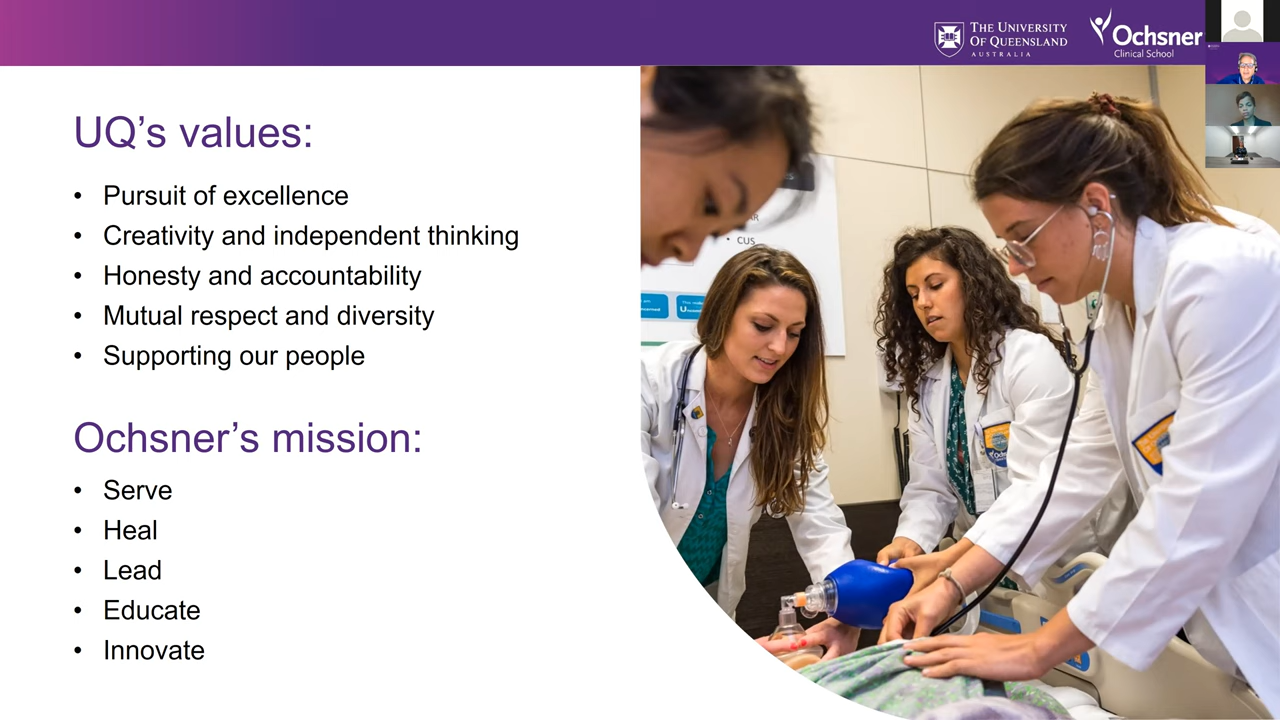 THE UNIVERSITY
OF QUEENSLAND
AUSTRALIA
Ochsner
Clinical School
UQ’s values:
• Pursuit of excellence
• Creativity and independent thinking
• Honesty and accountability
• Mutual respect and diversity
• Supporting our people
Ochsner’s mission:
• Serve
• Heal
• Lead
• Educate
• Innovate
• CUS